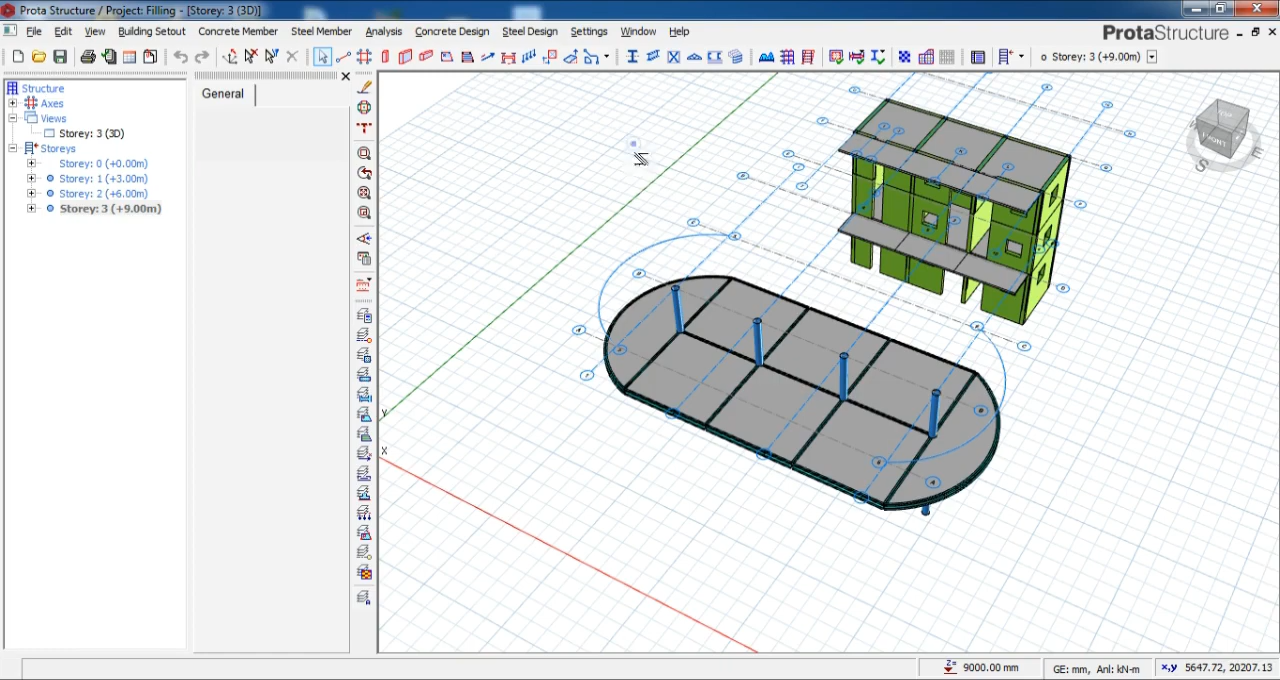 Prota Structure / Project: Filling - [Storey: 3 (3D)]
File Edit View Building Setout Concrete Member Steel Member Analysis Concrete Design Steel Design Settings Window Help
ProtaStructure
Storey: 3 (+9.00m)
Structure
Axes
Views
Storey: 3 (3D)
Storeys
Storey: 0 (+0.00m)
Storey: 1 (+3.00m)
Storey: 2 (+6.00m)
Storey: 3 (+9.00m)
General
FRONT
S
E
Y
X
9000.00 mm
GE: mm, Anl: kN-m
x,y 5647.72, 20207.13